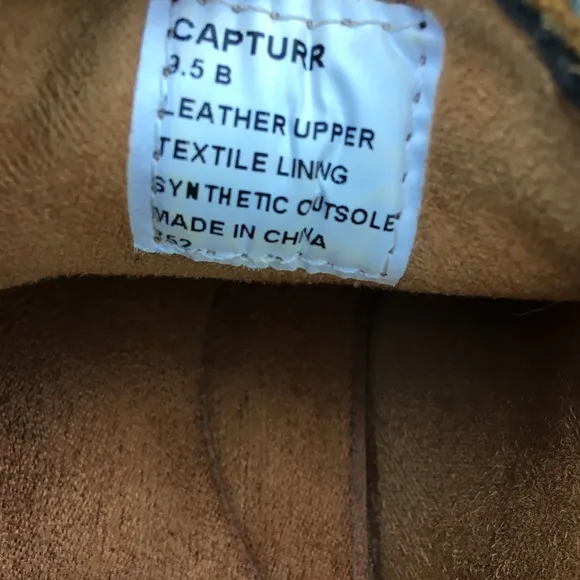 CAPTURR
9.5 B
LEATHER UPPER
TEXTILE LINING
SYNTHETIC OUTSOLE
MADE IN CHINA